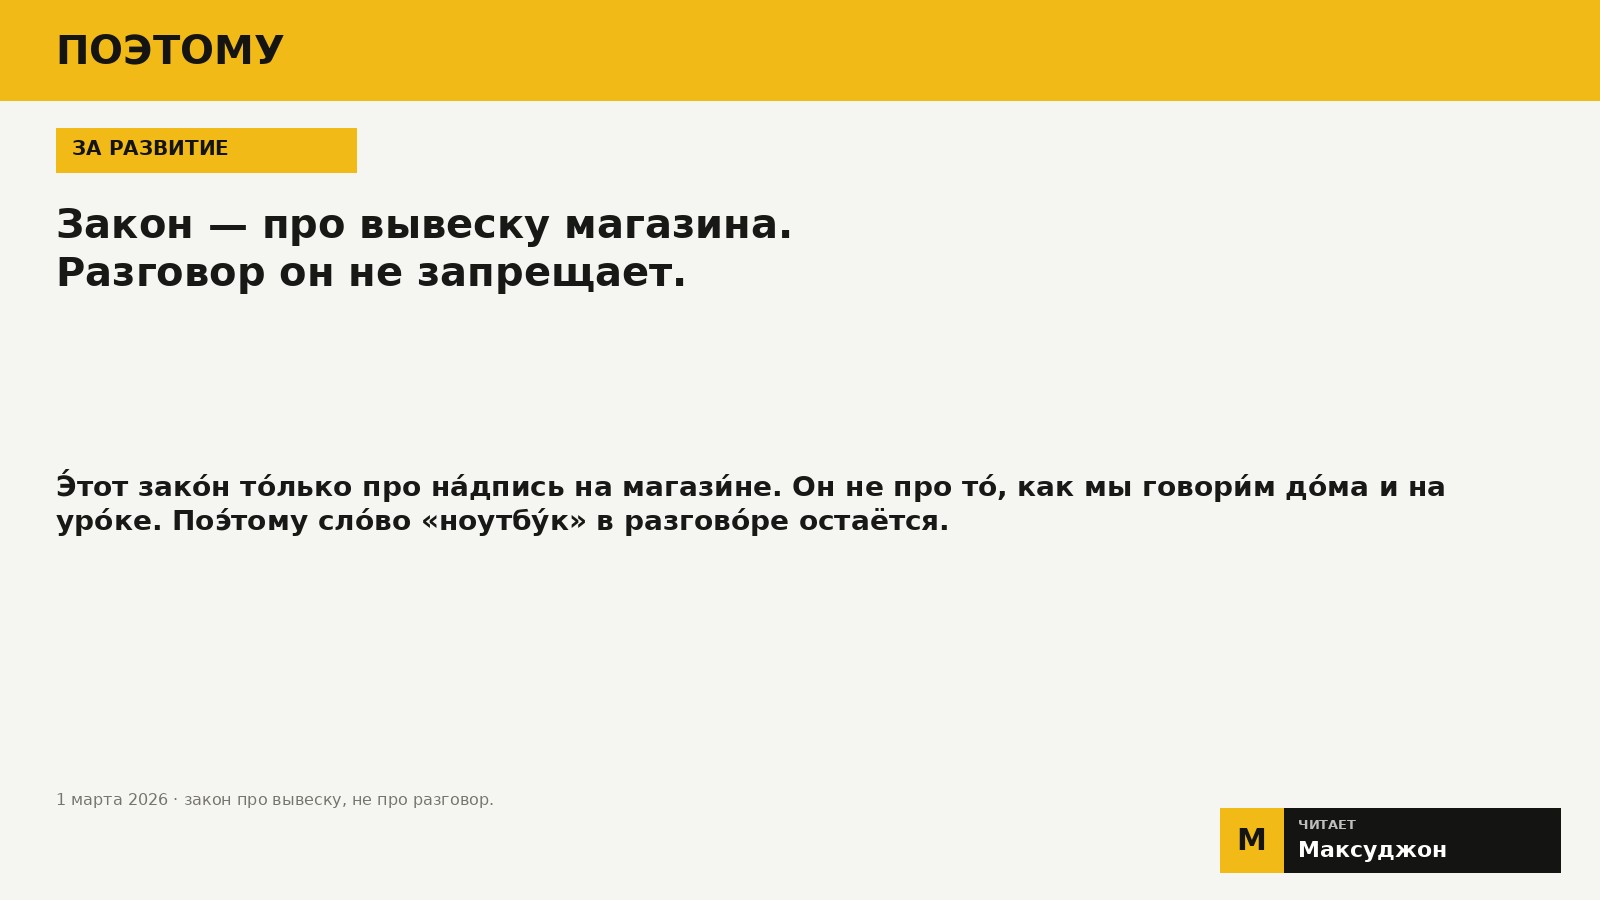 ПОЭТОМУ
ЗА РАЗВИТИЕ
Закон — про вывеску магазина.
Разговор он не запрещает.
Э́тот зако́н то́лько про на́дпись на магази́не. Он не про то́, как мы говори́м до́ма и на
уро́ке. Поэ́тому сло́во «ноутбу́к» в разгово́ре остаётся.
1 марта 2026 · закон про вывеску, не про разговор.
М
ЧИТАЕТ
Максуджон